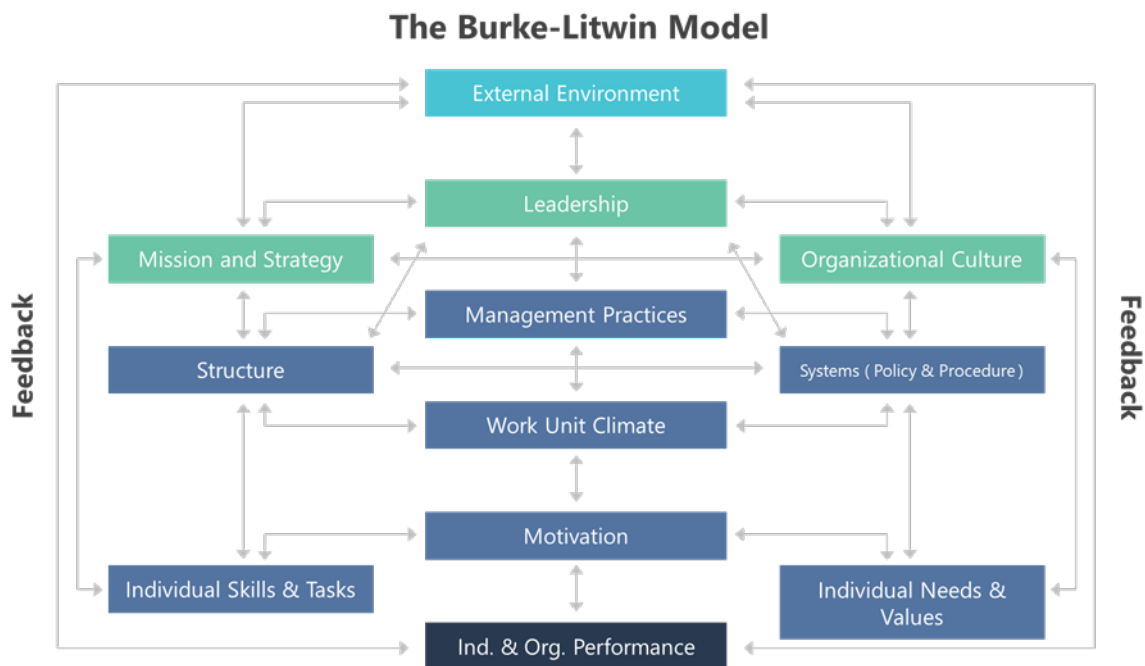 The Burke-Litwin Model
External Environment
Leadership
Mission and Strategy
Organizational Culture
Management Practices
Feedback
Feedback
Structure
Systems ( Policy & Procedure )
Work Unit Climate
Motivation
Individual Skills & Tasks
Individual Needs &
Values
Ind. & Org. Performance